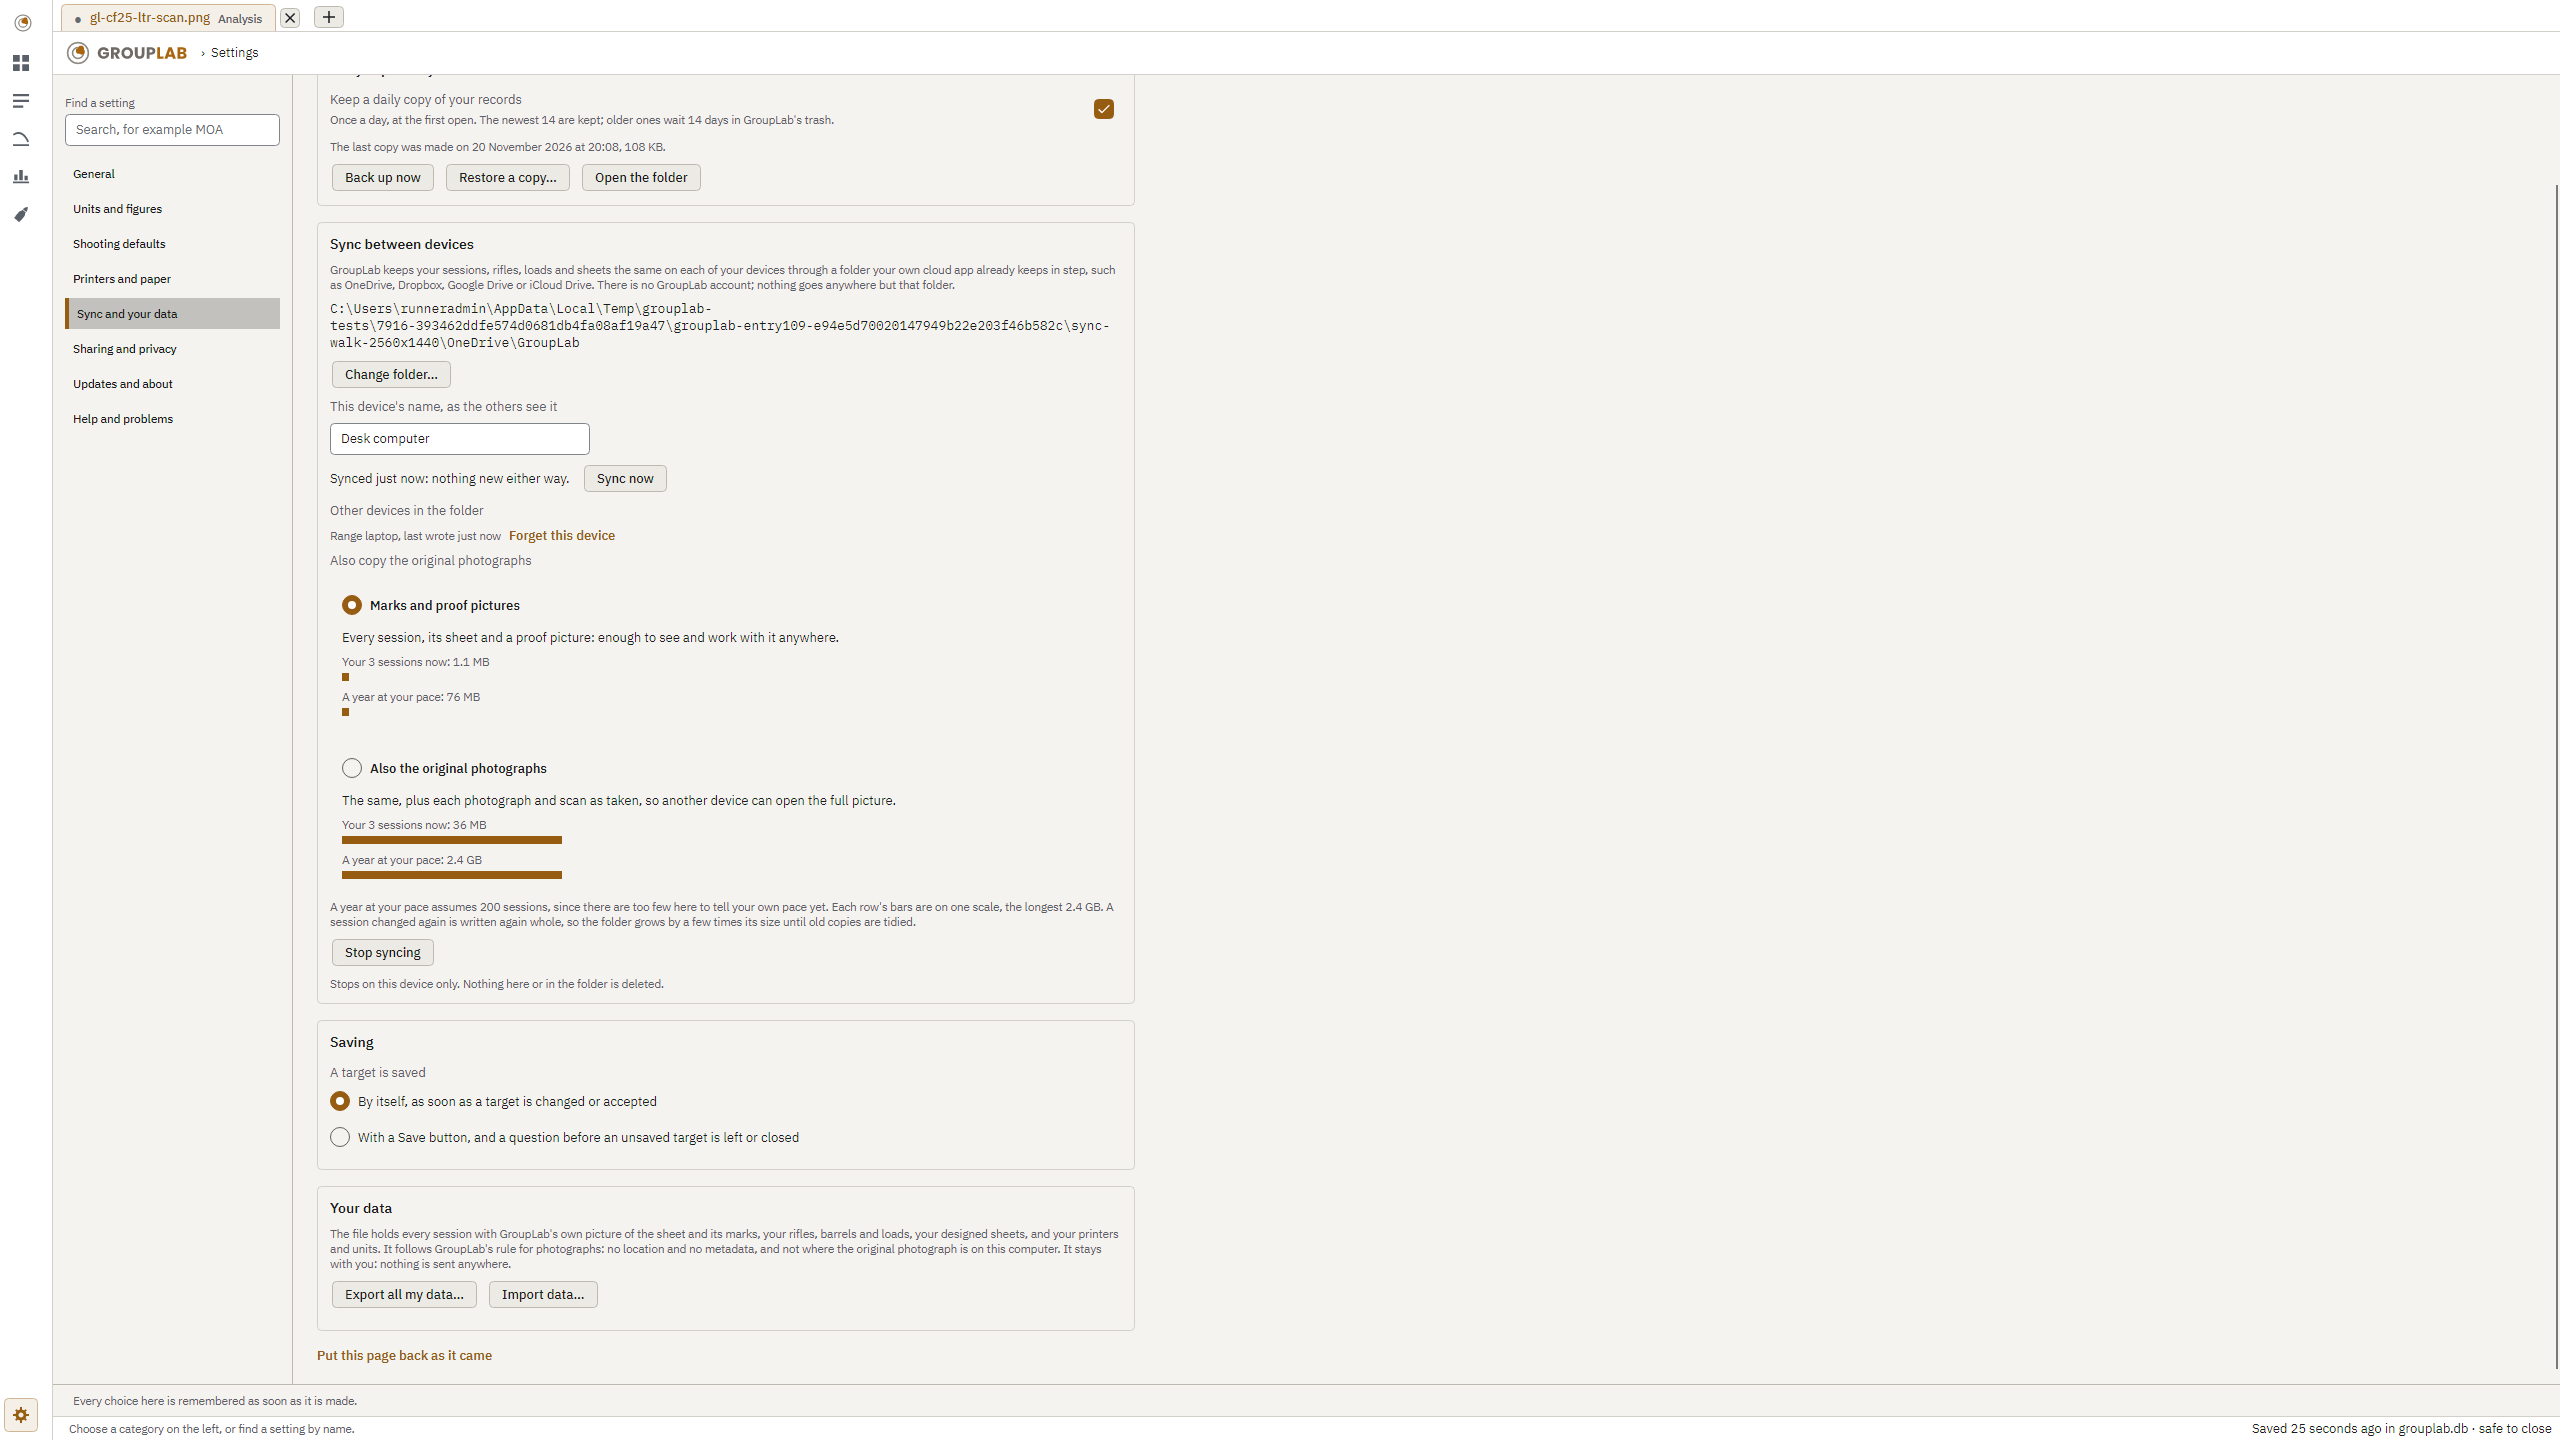 gl-cf25-ltr-scan.png Analysis
GROUPLAB › Settings
Find a setting
Search, for example MOA
General
Units and figures
Shooting defaults
Printers and paper
Sync and your data
Sharing and privacy
Updates and about
Help and problems
Keep a daily copy of your records
Once a day, at the first open. The newest 14 are kept; older ones wait 14 days in GroupLab's trash.
The last copy was made on 20 November 2026 at 20:08, 108 KB.
Back up now Restore a copy... Open the folder
Sync between devices
GroupLab keeps your sessions, rifles, loads and sheets the same on each of your devices through a folder your own cloud app already keeps in step, such
as OneDrive, Dropbox, Google Drive or iCloud Drive. There is no GroupLab account; nothing goes anywhere but that folder.
C:\Users\runneradmin\AppData\Local\Temp\grouplab-
tests\7916-393462ddfe574d0681db4fa08af19a47\grouplab-entry109-e94e5d70020147949b22e203f46b582c\sync-
walk-2560x1440\OneDrive\GroupLab
Change folder...
This device's name, as the others see it
Desk computer
Synced just now: nothing new either way. Sync now
Other devices in the folder
Range laptop, last wrote just now Forget this device
Also copy the original photographs
Marks and proof pictures
Every session, its sheet and a proof picture: enough to see and work with it anywhere.
Your 3 sessions now: 1.1 MB
A year at your pace: 76 MB
Also the original photographs
The same, plus each photograph and scan as taken, so another device can open the full picture.
Your 3 sessions now: 36 MB
A year at your pace: 2.4 GB
A year at your pace assumes 200 sessions, since there are too few here to tell your own pace yet. Each row's bars are on one scale, the longest 2.4 GB. A
session changed again is written again whole, so the folder grows by a few times its size until old copies are tidied.
Stop syncing
Stops on this device only. Nothing here or in the folder is deleted.
Saving
A target is saved
By itself, as soon as a target is changed or accepted
With a Save button, and a question before an unsaved target is left or closed
Your data
The file holds every session with GroupLab's own picture of the sheet and its marks, your rifles, barrels and loads, your designed sheets, and your printers
and units. It follows GroupLab's rule for photographs: no location and no metadata, and not where the original photograph is on this computer. It stays
with you: nothing is sent anywhere.
Export all my data... Import data...
Put this page back as it came
Every choice here is remembered as soon as it is made.
Choose a category on the left, or find a setting by name.
Saved 25 seconds ago in grouplab.db · safe to close